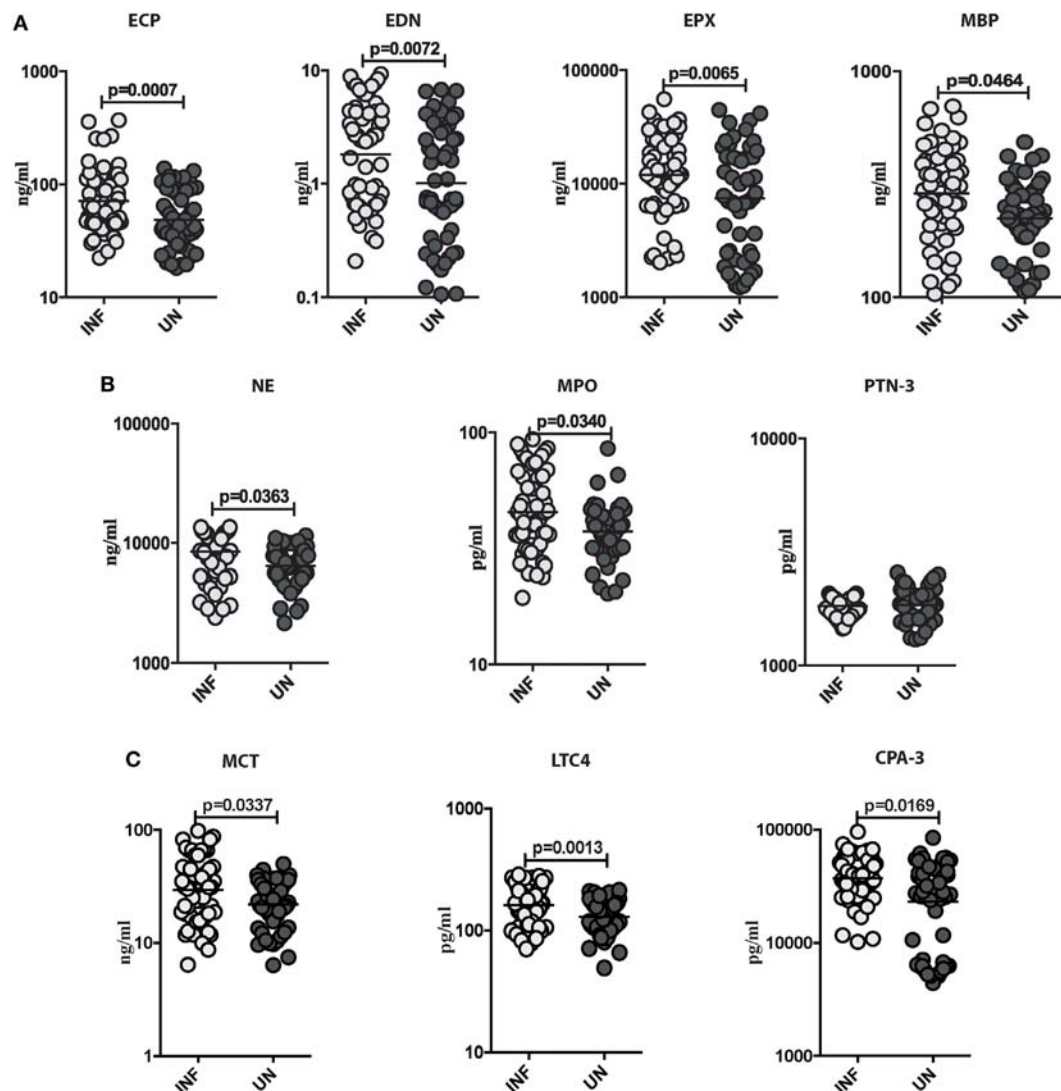 A
ECP
EDN
EPX
MBP
ng/ml
1000
100
10
p=0.0007
INF
UN
ng/ml
10
1
0.1
p=0.0072
INF
UN
ng/ml
100000
10000
1000
p=0.0065
INF
UN
ng/ml
1000
100
p=0.0464
INF
UN
B
NE
MPO
PTN-3
ng/ml
100000
10000
1000
p=0.0363
INF
UN
pg/ml
100
10
p=0.0340
INF
UN
pg/ml
10000
1000
INF
UN
C
MCT
LTC4
CPA-3
ng/ml
100
10
1
p=0.0337
INF
UN
pg/ml
1000
100
10
p=0.0013
INF
UN
pg/ml
100000
10000
1000
p=0.0169
INF
UN